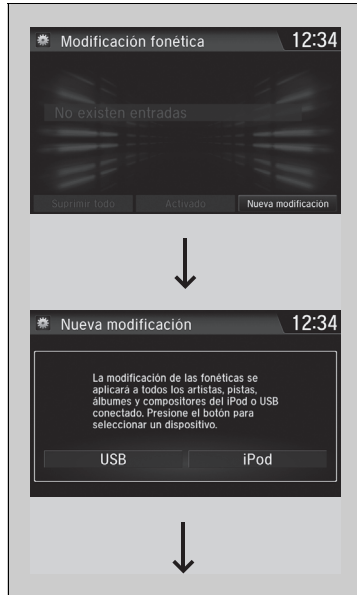 Modificación fonética 12:34
No existen entradas
Suprimir todo Activado Nueva modificación
Nueva modificación 12:34
La modificación de las fonéticas se
aplicará a todos los artistas, pistas,
álbumes y compositores del iPod o USB
conectado. Presione el botón para
seleccionar un dispositivo.
USB iPod